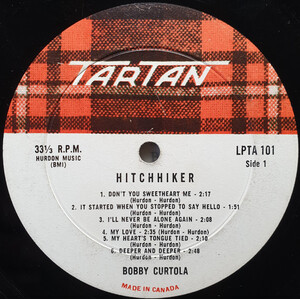 TARTAN
33⅓ R.P.M.
HURDON MUSIC
(BMI)
LPTA 101
Side 1
HITCHHIKER
1. DON'T YOU SWEETHEART ME - 2:17
(Hurdon - Hurdon)
2. IT STARTED WHEN YOU STOPPED TO SAY HELLO - 1:51
(Hurdon - Hurdon)
3. I'LL NEVER BE ALONE AGAIN - 2:08
(Hurdon - Hurdon)
4. MY LOVE - 2:35 (Hurdon - Hurdon)
5. MY HEART'S TONGUE TIED - 2:10
(Hurdon - Hurdon)
6. DEEPER AND DEEPER - 2:48
(Hurdon - Hurdon)
BOBBY CURTOLA
MADE IN CANADA